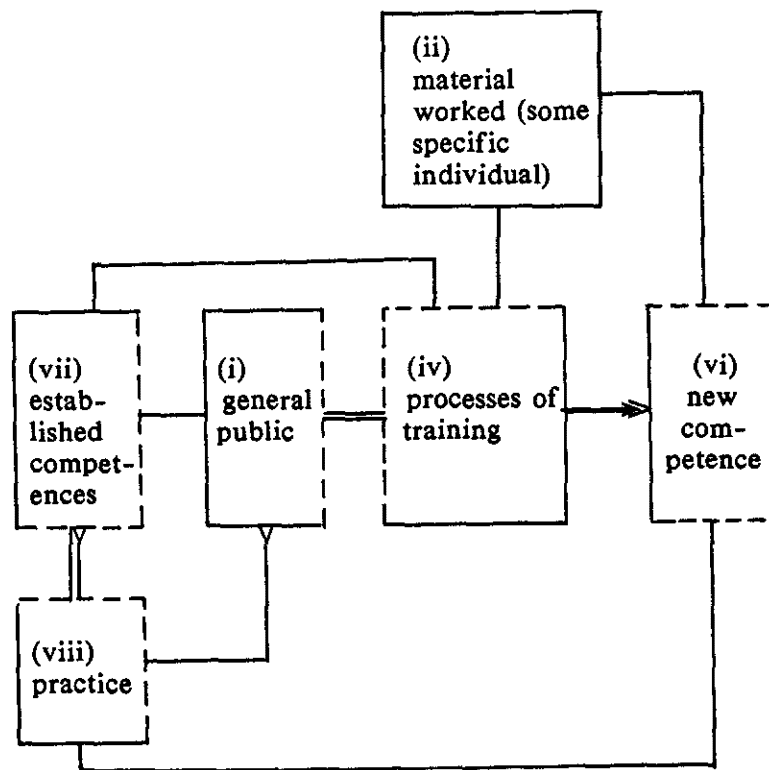 (ii)
material
worked (some
specific
individual)
(vii)
estab-
lished
compet-
ences
(i)
general
public
(iv)
processes of
training
(vi)
new
com-
petence
(viii)
practice